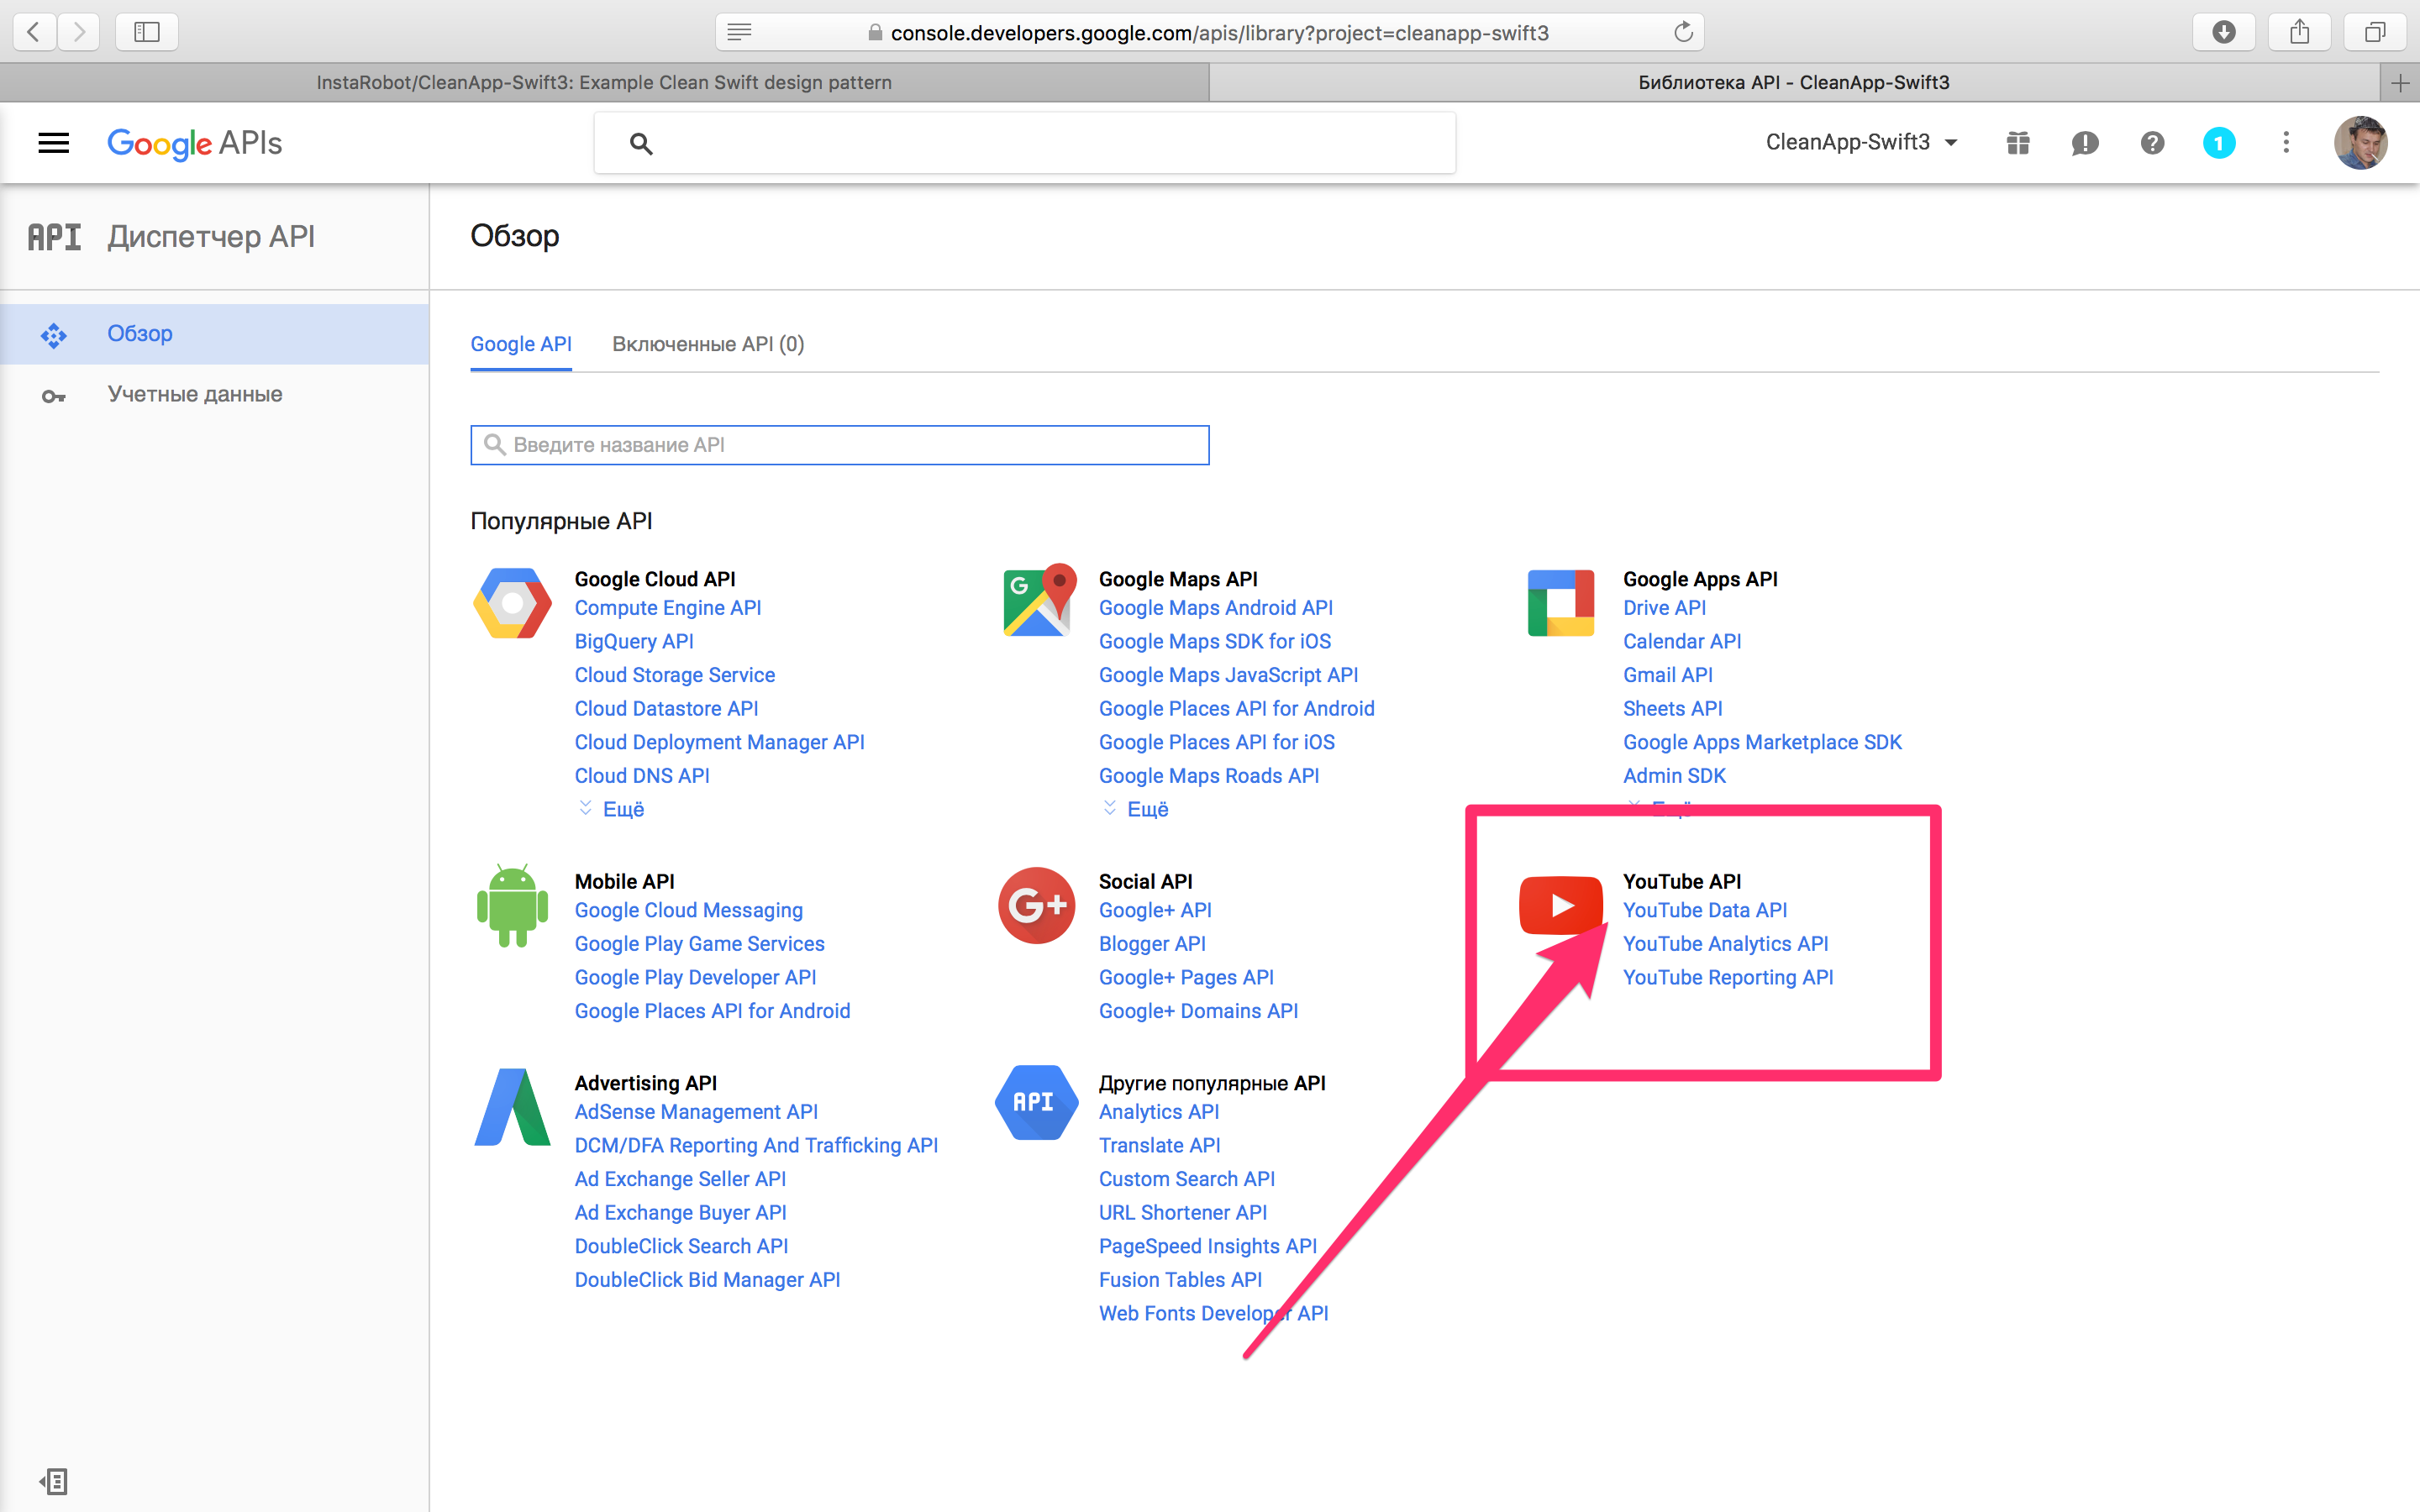 console.developers.google.com/apis/library?project=cleanapp-swift3
InstaRobot/CleanApp-Swift3: Example Clean Swift design pattern
Библиотека API - CleanApp-Swift3
Google APIs
CleanApp-Swift3
1
API Диспетчер API
Обзор
Обзор
Учетные данные
Google API
Включенные API (0)
Введите название API
Популярные API
Google Cloud API
Compute Engine API
BigQuery API
Cloud Storage Service
Cloud Datastore API
Cloud Deployment Manager API
Cloud DNS API
Ещё
G
Google Maps API
Google Maps Android API
Google Maps SDK for iOS
Google Maps JavaScript API
Google Places API for Android
Google Places API for iOS
Google Maps Roads API
Ещё
Google Apps API
Drive API
Calendar API
Gmail API
Sheets API
Google Apps Marketplace SDK
Admin SDK
Ещё
Mobile API
Google Cloud Messaging
Google Play Game Services
Google Play Developer API
Google Places API for Android
G+
Social API
Google+ API
Blogger API
Google+ Pages API
Google+ Domains API
YouTube API
YouTube Data API
YouTube Analytics API
YouTube Reporting API
Advertising API
AdSense Management API
DCM/DFA Reporting And Trafficking API
Ad Exchange Seller API
Ad Exchange Buyer API
DoubleClick Search API
DoubleClick Bid Manager API
API
Другие популярные API
Analytics API
Translate API
Custom Search API
URL Shortener API
PageSpeed Insights API
Fusion Tables API
Web Fonts Developer API